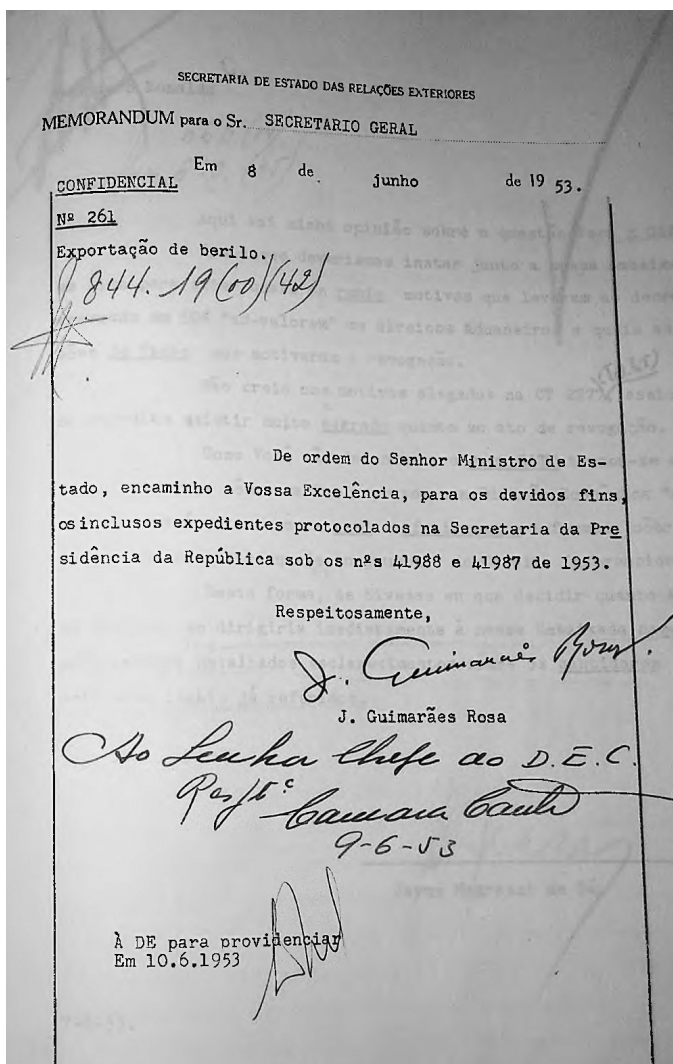 SECRETARIA DE ESTADO DAS RELAÇÕES EXTERIORES
MEMORANDUM para o Sr. SECRETARIO GERAL
Em 8 de junho de 19 53.
CONFIDENCIAL
Nº 261
Exportação de berilo.
844.19(00)(42)
De ordem do Senhor Ministro de Es-
tado, encaminho a Vossa Excelência, para os devidos fins,
os inclusos expedientes protocolados na Secretaria da Pre
sidência da República sob os nºs 41988 e 41987 de 1953.
Respeitosamente,
J. Guimarães Rosa.
J. Guimarães Rosa
Ao Senhor Chefe do D.E.C.
Camara Canto
9-6-53
À DE para providenciar
Em 10.6.1953